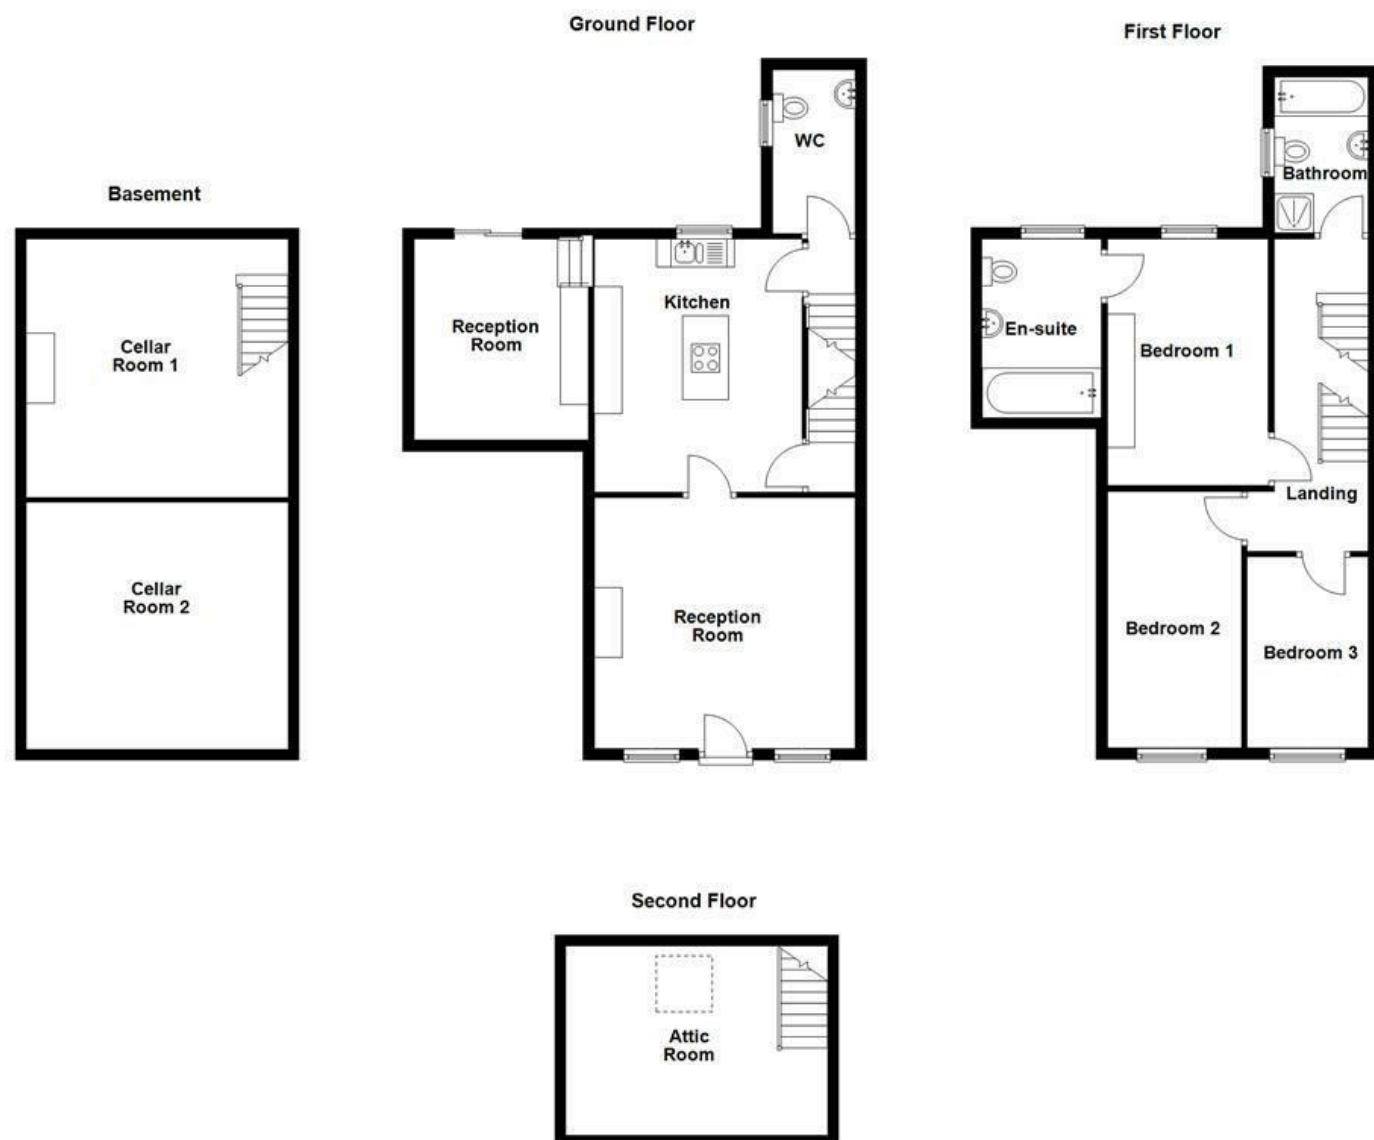 Basement
Cellar
Room 1
Cellar
Room 2
Ground Floor
WC
Kitchen
Reception
Room
Reception
Room
First Floor
Bathroom
En-suite
Bedroom 1
Landing
Bedroom 2
Bedroom 3
Second Floor
Attic
Room